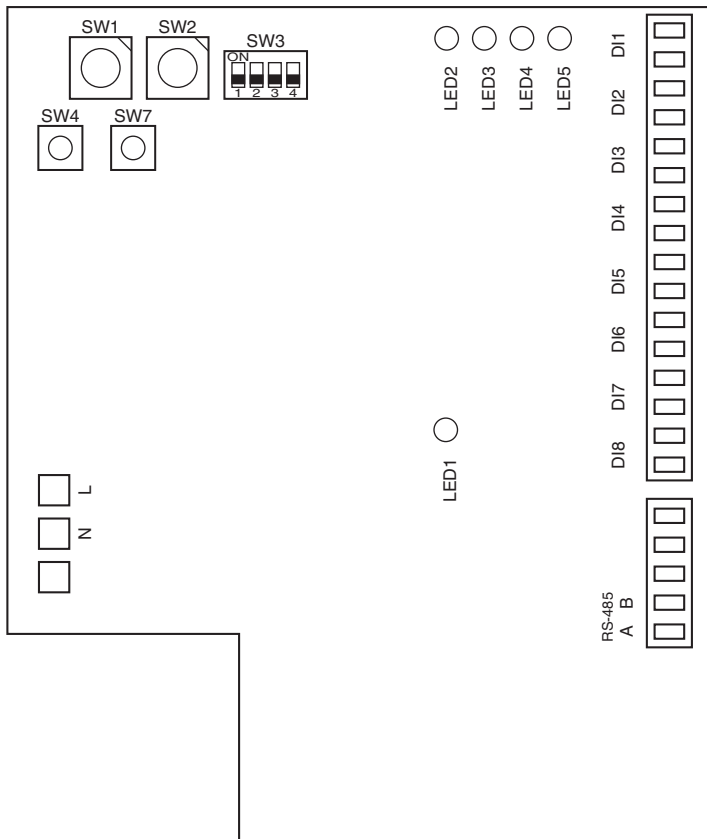 SW1
SW2
SW3
ON
1 2 3 4
SW4
SW7
LED2
LED3
LED4
LED5
DI1
DI2
DI3
DI4
DI5
DI6
DI7
DI8
LED1
L
N
RS-485
B
A